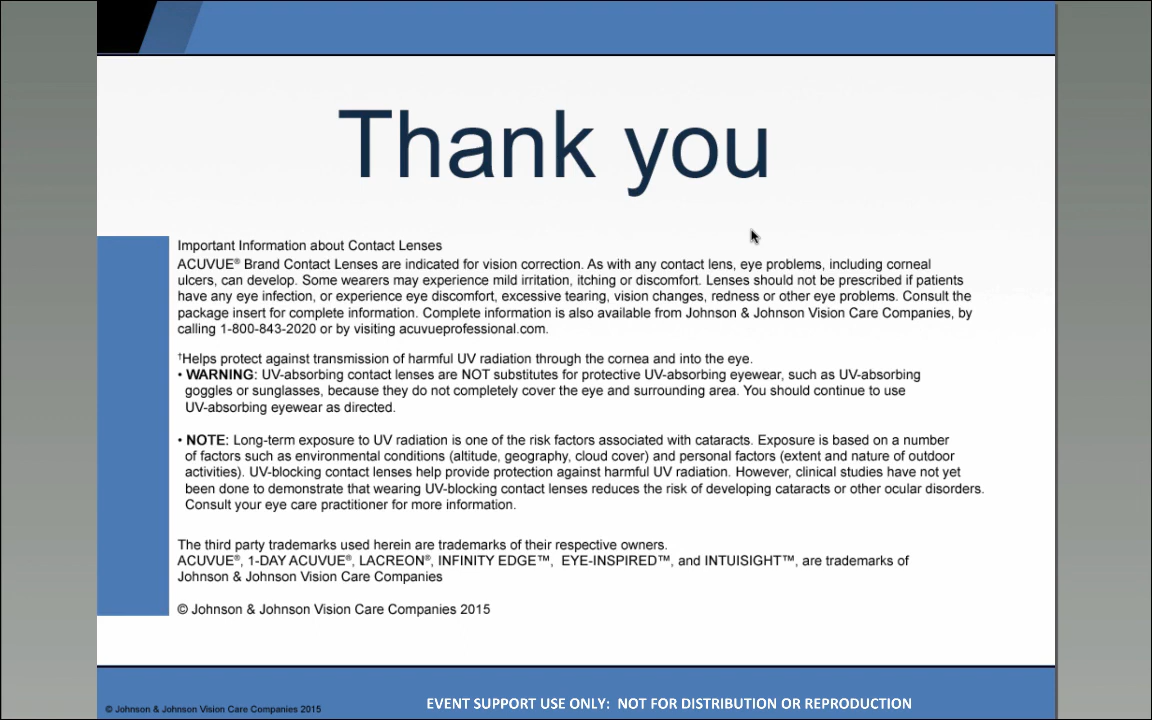 Thank you
Important Information about Contact Lenses
ACUVUE® Brand Contact Lenses are indicated for vision correction. As with any contact lens, eye problems, including corneal
ulcers, can develop. Some wearers may experience mild irritation, itching or discomfort. Lenses should not be prescribed if patients
have any eye infection, or experience eye discomfort, excessive tearing, vision changes, redness or other eye problems. Consult the
package insert for complete information. Complete information is also available from Johnson & Johnson Vision Care Companies, by
calling 1-800-843-2020 or by visiting acuvueprofessional.com.
†Helps protect against transmission of harmful UV radiation through the cornea and into the eye.
• WARNING: UV-absorbing contact lenses are NOT substitutes for protective UV-absorbing eyewear, such as UV-absorbing
goggles or sunglasses, because they do not completely cover the eye and surrounding area. You should continue to use
UV-absorbing eyewear as directed.
• NOTE: Long-term exposure to UV radiation is one of the risk factors associated with cataracts. Exposure is based on a number
of factors such as environmental conditions (altitude, geography, cloud cover) and personal factors (extent and nature of outdoor
activities). UV-blocking contact lenses help provide protection against harmful UV radiation. However, clinical studies have not yet
been done to demonstrate that wearing UV-blocking contact lenses reduces the risk of developing cataracts or other ocular disorders.
Consult your eye care practitioner for more information.
The third party trademarks used herein are trademarks of their respective owners.
ACUVUE®, 1-DAY ACUVUE®, LACREON®, INFINITY EDGE™, EYE-INSPIRED™, and INTUISIGHT™, are trademarks of
Johnson & Johnson Vision Care Companies
© Johnson & Johnson Vision Care Companies 2015
© Johnson & Johnson Vision Care Companies 2015
EVENT SUPPORT USE ONLY: NOT FOR DISTRIBUTION OR REPRODUCTION